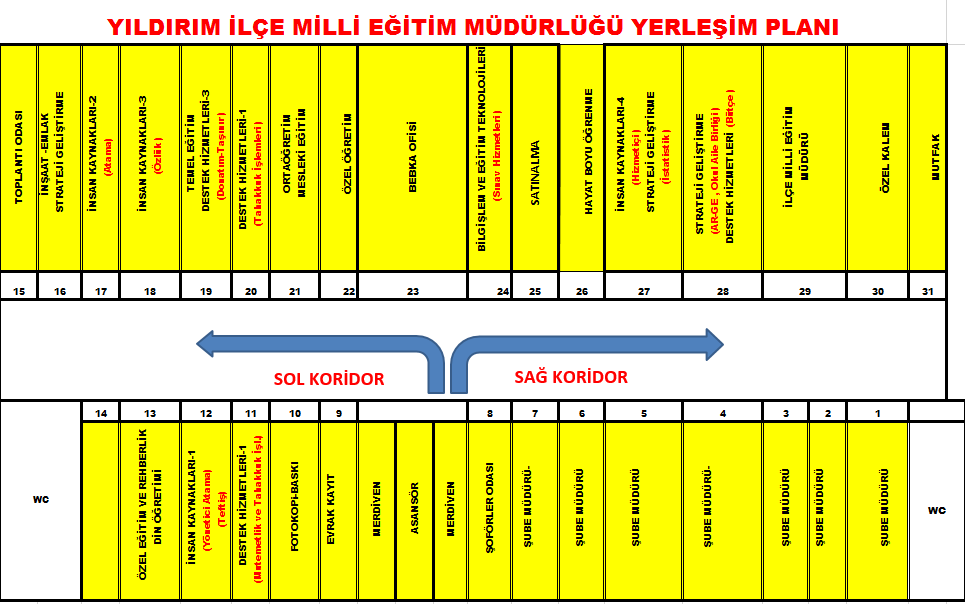 YILDIRIM İLÇE MİLLİ EĞİTİM MÜDÜRLÜĞÜ YERLEŞİM PLANI
TOPLANTI ODASI
İNŞAAT -EMLAK
STRATEJİ GELİŞTİRME
İNSAN KAYNAKLARI-2
(Atama)
İNSAN KAYNAKLARI-3
(Özlük)
TEMEL EĞİTİM
DESTEK HİZMETLERİ-3
(Donatım-Taşınır)
DESTEK HİZMETLERİ-1
(Tahakkuk İşlemleri)
ORTAÖĞRETİM
MESLEKİ EĞİTİM
ÖZEL ÖĞRETİM
BEBKA OFİSİ
BİLGİŞLEM VE EĞİTİM TEKNOLOJİLERİ
(Sınav Hizmetleri)
SATINALMA
HAYAT BOYU ÖĞRENME
İNSAN KAYNAKLARI-4
(Hizmetiçi)
STRATEJİ GELİŞTİRME
(İstatistik)
STRATEJİ GELİŞTİRME
(AR-GE , Okul Aile Birliği)
DESTEK HİZMETLERİ (Bütçe)
İLÇE MİLLİ EĞİTİM
MÜDÜRÜ
ÖZEL KALEM
MUTFAK
15 16 17 18 19 20 21 22 23 24 25 26 27 28 29 30 31
SOL KORİDOR
SAĞ KORİDOR
14 13 12 11 10 9 8 7 6 5 4 3 2 1
WC
ÖZEL EĞİTİM VE REHBERLİK
DİN ÖĞRETİMİ
İNSAN KAYNAKLARI-1
(Yönetici Atama)
(Teftiş)
DESTEK HİZMETLERİ-1
(Mutemetlik ve Tahakkuk İşl.)
FOTOKOPİ-BASKI
EVRAK KAYIT
MERDİVEN
ASANSÖR
MERDİVEN
ŞOFÖRLER ODASI
ŞUBE MÜDÜRÜ-
ŞUBE MÜDÜRÜ
ŞUBE MÜDÜRÜ
ŞUBE MÜDÜRÜ-
ŞUBE MÜDÜRÜ
ŞUBE MÜDÜRÜ
ŞUBE MÜDÜRÜ
WC